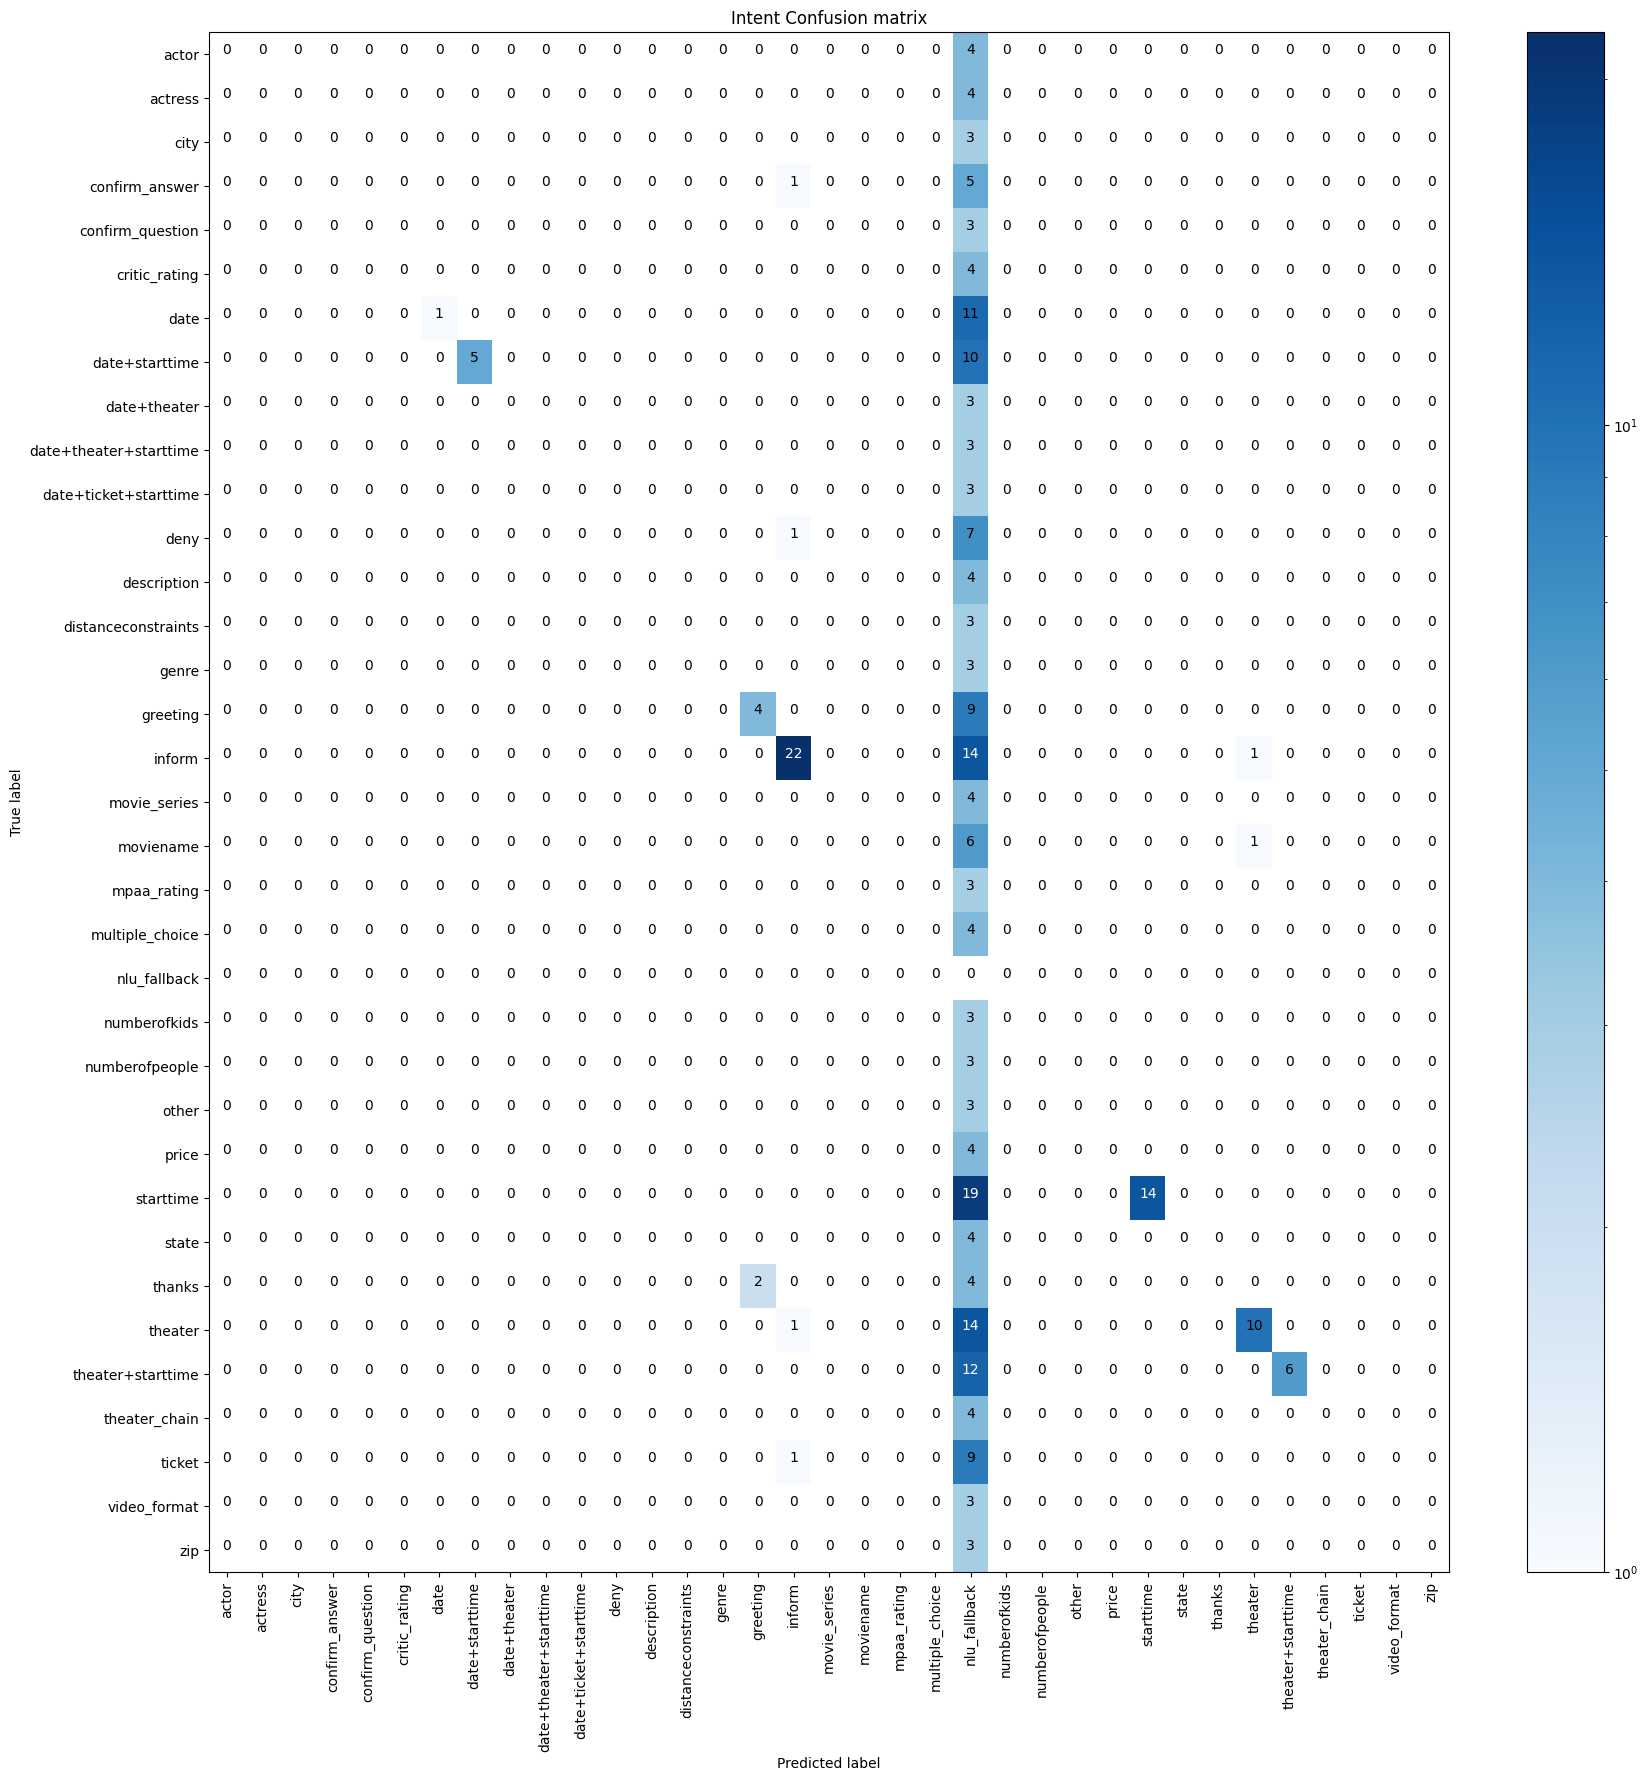 Intent Confusion matrix
actor 0 0 0 0 0 0 0 0 0 0 0 0 0 0 0 0 0 0 0 0 0 4 0 0 0 0 0 0 0 0 0 0 0 0 0
actress 0 0 0 0 0 0 0 0 0 0 0 0 0 0 0 0 0 0 0 0 0 4 0 0 0 0 0 0 0 0 0 0 0 0 0
city 0 0 0 0 0 0 0 0 0 0 0 0 0 0 0 0 0 0 0 0 0 3 0 0 0 0 0 0 0 0 0 0 0 0 0
confirm_answer 0 0 0 0 0 0 0 0 0 0 0 0 0 0 0 0 1 0 0 0 0 5 0 0 0 0 0 0 0 0 0 0 0 0 0
confirm_question 0 0 0 0 0 0 0 0 0 0 0 0 0 0 0 0 0 0 0 0 0 3 0 0 0 0 0 0 0 0 0 0 0 0 0
critic_rating 0 0 0 0 0 0 0 0 0 0 0 0 0 0 0 0 0 0 0 0 0 4 0 0 0 0 0 0 0 0 0 0 0 0 0
date 0 0 0 0 0 0 1 0 0 0 0 0 0 0 0 0 0 0 0 0 0 11 0 0 0 0 0 0 0 0 0 0 0 0 0
date+starttime 0 0 0 0 0 0 0 5 0 0 0 0 0 0 0 0 0 0 0 0 0 10 0 0 0 0 0 0 0 0 0 0 0 0 0
date+theater 0 0 0 0 0 0 0 0 0 0 0 0 0 0 0 0 0 0 0 0 0 3 0 0 0 0 0 0 0 0 0 0 0 0 0
date+theater+starttime 0 0 0 0 0 0 0 0 0 0 0 0 0 0 0 0 0 0 0 0 0 3 0 0 0 0 0 0 0 0 0 0 0 0 0
date+ticket+starttime 0 0 0 0 0 0 0 0 0 0 0 0 0 0 0 0 0 0 0 0 0 3 0 0 0 0 0 0 0 0 0 0 0 0 0
deny 0 0 0 0 0 0 0 0 0 0 0 0 0 0 0 0 1 0 0 0 0 7 0 0 0 0 0 0 0 0 0 0 0 0 0
description 0 0 0 0 0 0 0 0 0 0 0 0 0 0 0 0 0 0 0 0 0 4 0 0 0 0 0 0 0 0 0 0 0 0 0
distanceconstraints 0 0 0 0 0 0 0 0 0 0 0 0 0 0 0 0 0 0 0 0 0 3 0 0 0 0 0 0 0 0 0 0 0 0 0
genre 0 0 0 0 0 0 0 0 0 0 0 0 0 0 0 0 0 0 0 0 0 3 0 0 0 0 0 0 0 0 0 0 0 0 0
greeting 0 0 0 0 0 0 0 0 0 0 0 0 0 0 0 4 0 0 0 0 0 9 0 0 0 0 0 0 0 0 0 0 0 0 0
inform 0 0 0 0 0 0 0 0 0 0 0 0 0 0 0 0 22 0 0 0 0 14 0 0 0 0 0 0 0 1 0 0 0 0 0
movie_series 0 0 0 0 0 0 0 0 0 0 0 0 0 0 0 0 0 0 0 0 0 4 0 0 0 0 0 0 0 0 0 0 0 0 0
moviename 0 0 0 0 0 0 0 0 0 0 0 0 0 0 0 0 0 0 0 0 0 6 0 0 0 0 0 0 0 1 0 0 0 0 0
mpaa_rating 0 0 0 0 0 0 0 0 0 0 0 0 0 0 0 0 0 0 0 0 0 3 0 0 0 0 0 0 0 0 0 0 0 0 0
multiple_choice 0 0 0 0 0 0 0 0 0 0 0 0 0 0 0 0 0 0 0 0 0 4 0 0 0 0 0 0 0 0 0 0 0 0 0
nlu_fallback 0 0 0 0 0 0 0 0 0 0 0 0 0 0 0 0 0 0 0 0 0 0 0 0 0 0 0 0 0 0 0 0 0 0 0
numberofkids 0 0 0 0 0 0 0 0 0 0 0 0 0 0 0 0 0 0 0 0 0 3 0 0 0 0 0 0 0 0 0 0 0 0 0
numberofpeople 0 0 0 0 0 0 0 0 0 0 0 0 0 0 0 0 0 0 0 0 0 3 0 0 0 0 0 0 0 0 0 0 0 0 0
other 0 0 0 0 0 0 0 0 0 0 0 0 0 0 0 0 0 0 0 0 0 3 0 0 0 0 0 0 0 0 0 0 0 0 0
price 0 0 0 0 0 0 0 0 0 0 0 0 0 0 0 0 0 0 0 0 0 4 0 0 0 0 0 0 0 0 0 0 0 0 0
starttime 0 0 0 0 0 0 0 0 0 0 0 0 0 0 0 0 0 0 0 0 0 19 0 0 0 0 14 0 0 0 0 0 0 0 0
state 0 0 0 0 0 0 0 0 0 0 0 0 0 0 0 0 0 0 0 0 0 4 0 0 0 0 0 0 0 0 0 0 0 0 0
thanks 0 0 0 0 0 0 0 0 0 0 0 0 0 0 0 2 0 0 0 0 0 4 0 0 0 0 0 0 0 0 0 0 0 0 0
theater 0 0 0 0 0 0 0 0 0 0 0 0 0 0 0 0 1 0 0 0 0 14 0 0 0 0 0 0 0 10 0 0 0 0 0
theater+starttime 0 0 0 0 0 0 0 0 0 0 0 0 0 0 0 0 0 0 0 0 0 12 0 0 0 0 0 0 0 0 6 0 0 0 0
theater_chain 0 0 0 0 0 0 0 0 0 0 0 0 0 0 0 0 0 0 0 0 0 4 0 0 0 0 0 0 0 0 0 0 0 0 0
ticket 0 0 0 0 0 0 0 0 0 0 0 0 0 0 0 0 1 0 0 0 0 9 0 0 0 0 0 0 0 0 0 0 0 0 0
video_format 0 0 0 0 0 0 0 0 0 0 0 0 0 0 0 0 0 0 0 0 0 3 0 0 0 0 0 0 0 0 0 0 0 0 0
zip 0 0 0 0 0 0 0 0 0 0 0 0 0 0 0 0 0 0 0 0 0 3 0 0 0 0 0 0 0 0 0 0 0 0 0
True label
actor
actress
city
confirm_answer
confirm_question
critic_rating
date
date+starttime
date+theater
date+theater+starttime
date+ticket+starttime
deny
description
distanceconstraints
genre
greeting
inform
movie_series
moviename
mpaa_rating
multiple_choice
nlu_fallback
numberofkids
numberofpeople
other
price
starttime
state
thanks
theater
theater+starttime
theater_chain
ticket
video_format
zip
Predicted label
10¹
10⁰